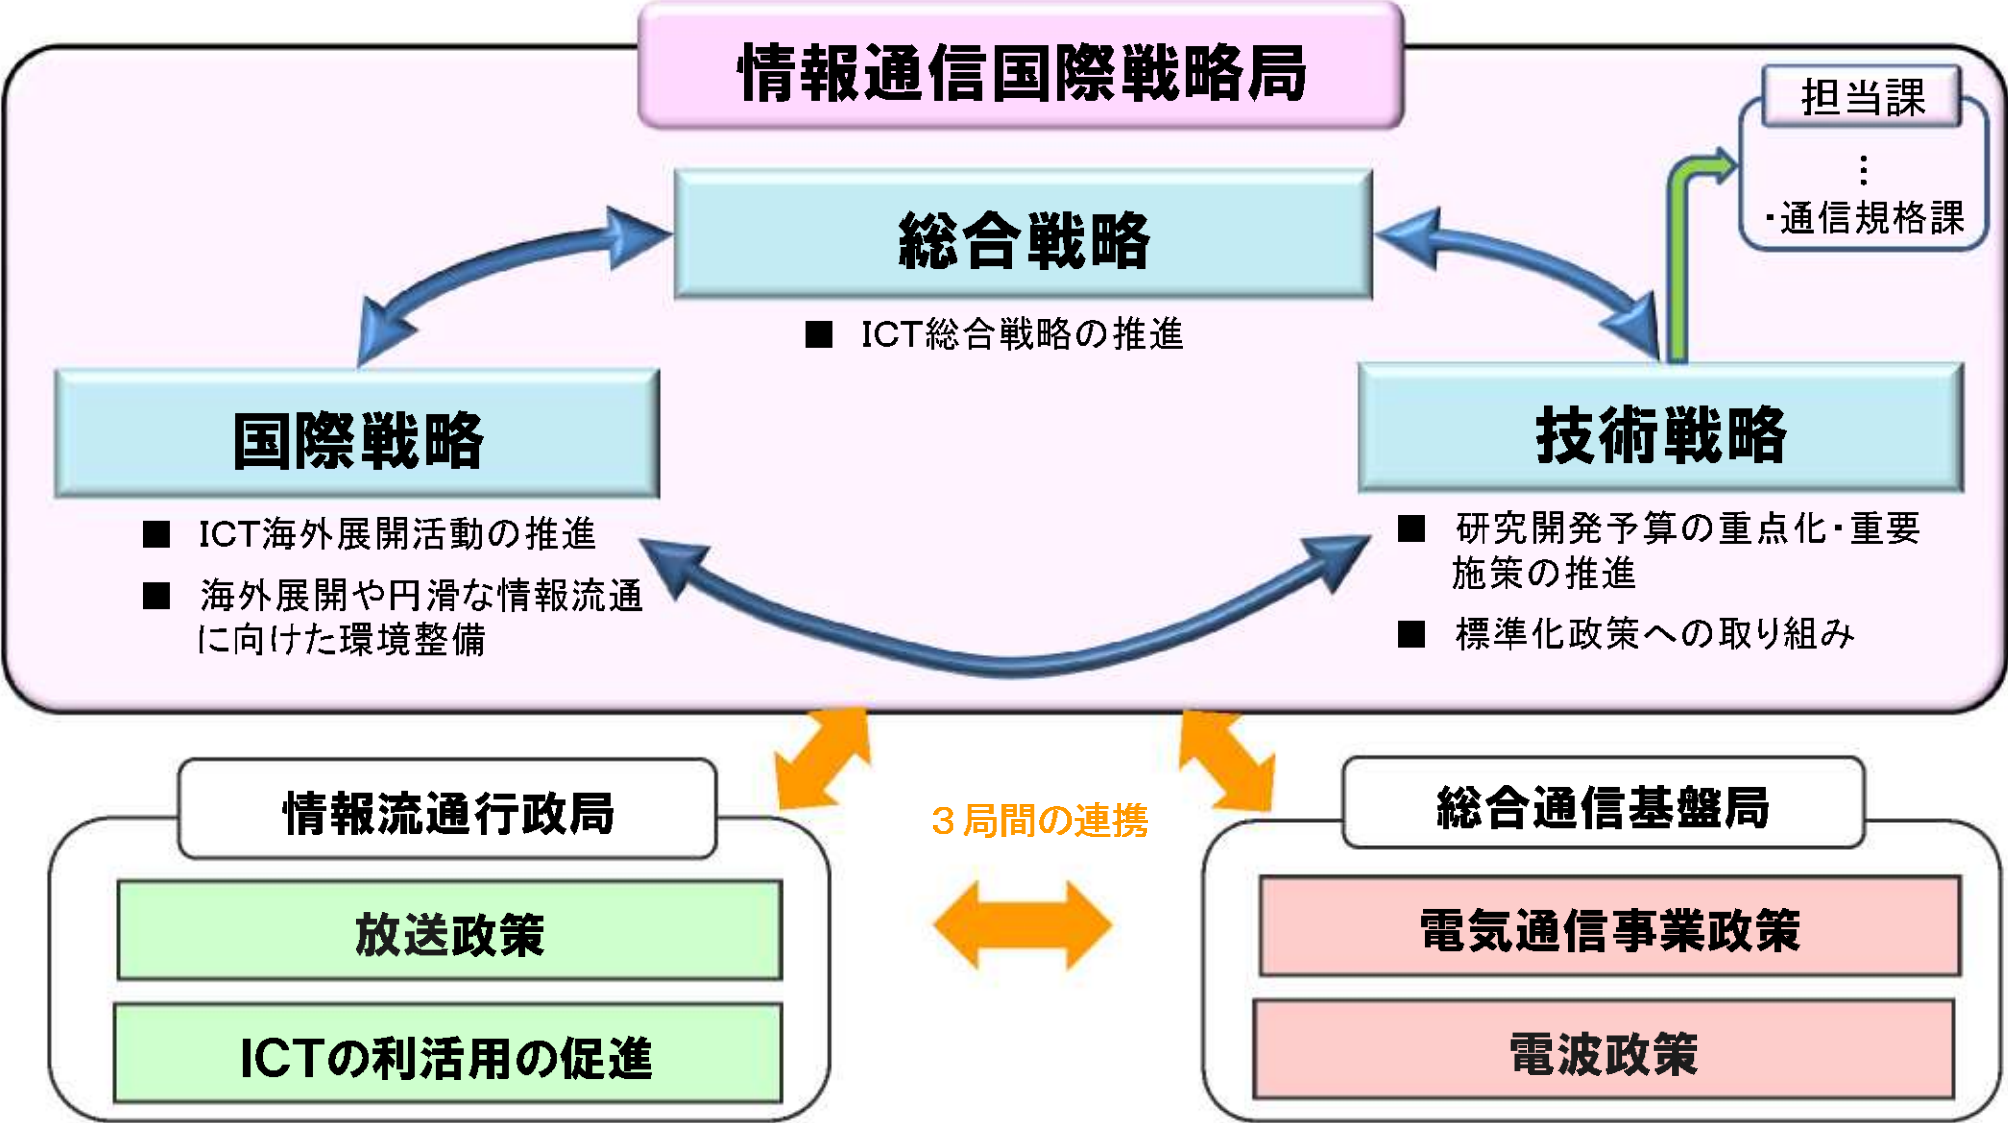 情報通信国際戦略局
担当課
⋮
・通信規格課
総合戦略
■ ICT総合戦略の推進
国際戦略
■ ICT海外展開活動の推進
■ 海外展開や円滑な情報流通
に向けた環境整備
技術戦略
■ 研究開発予算の重点化・重要
施策の推進
■ 標準化政策への取り組み
情報流通行政局
放送政策
ICTの利活用の促進
３局間の連携
総合通信基盤局
電気通信事業政策
電波政策